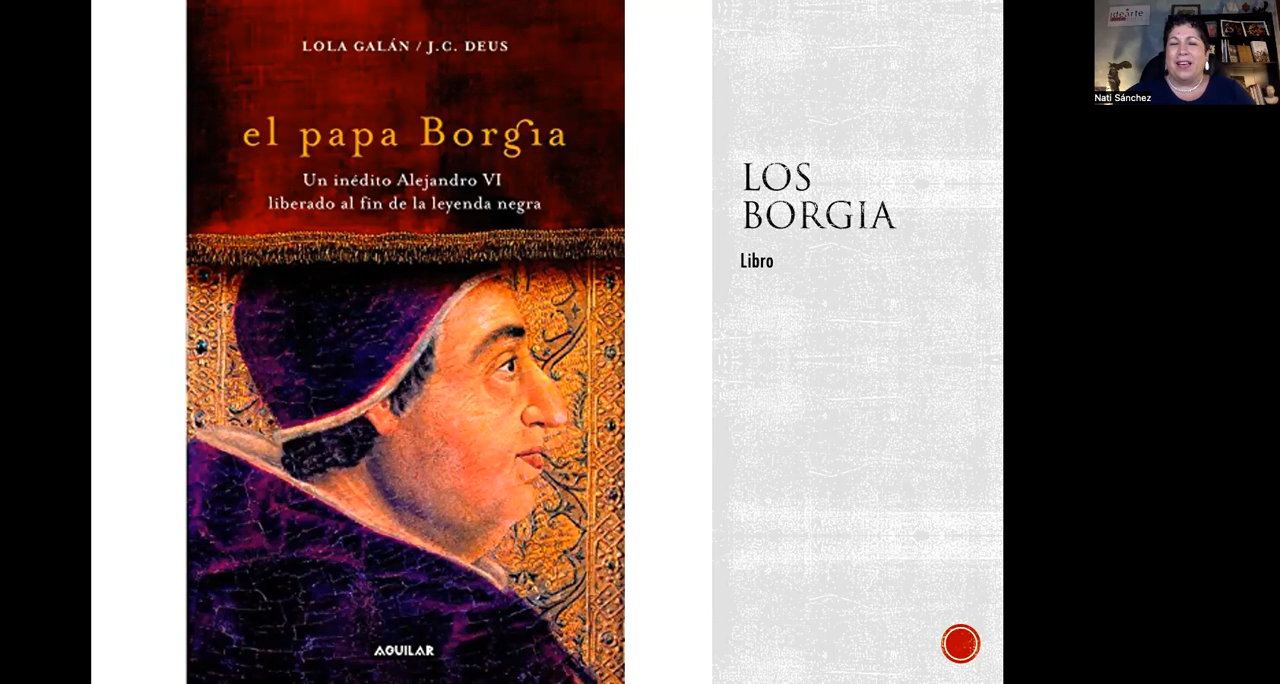 LOLA GALÁN / J.C. DEUS
el papa Borgia
Un inédito Alejandro VI
liberado al fin de la leyenda negra
AGUILAR
LOS
BORGIA
Libro
idearte
Nati Sánchez